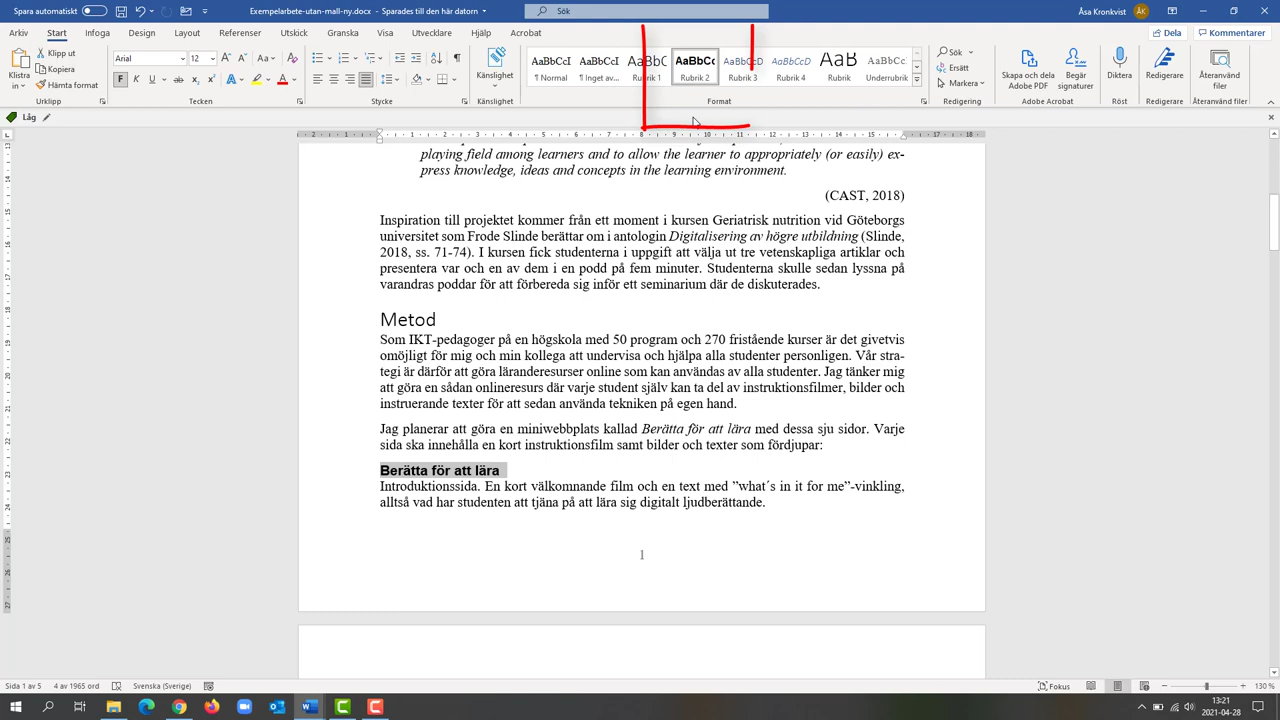 Spara automatiskt
Exempelarbete-utan-mall-ny.docx - Sparades till den här datorn
Sök
Åsa Kronkvist
ÅK
Arkiv Start Infoga Design Layout Referenser Utskick Granska Visa Utvecklare Hjälp Acrobat
Dela
Kommentarer
Klistra
in
Klipp ut
Kopiera
Hämta format
Urklipp
Arial
12
Tecken
Stycke
Känslighet
Känslighet
AaBbCcI AaBbCcI AaBbC AaBbCc AaBbCcD AaBbCcD AaB AaBbCc.
¶ Normal ¶ Inget av... Rubrik 1 Rubrik 2 Rubrik 3 Rubrik 4 Rubrik Underrubrik
Format
Sök
Ersätt
Markera
Redigering
Skapa och dela
Adobe PDF
Begär
signaturer
Adobe Acrobat
Diktera
Röst
Redigerare
Redigerare
Återanvänd
filer
Återanvänd filer
Låg
playing field among learners and to allow the learner to appropriately (or easily) ex-
press knowledge, ideas and concepts in the learning environment.
(CAST, 2018)
Inspiration till projektet kommer från ett moment i kursen Geriatrisk nutrition vid Göteborgs
universitet som Frode Slinde berättar om i antologin Digitalisering av högre utbildning (Slinde,
2018, ss. 71-74). I kursen fick studenterna i uppgift att välja ut tre vetenskapliga artiklar och
presentera var och en av dem i en podd på fem minuter. Studenterna skulle sedan lyssna på
varandras poddar för att förbereda sig inför ett seminarium där de diskuterades.
Metod
Som IKT-pedagoger på en högskola med 50 program och 270 fristående kurser är det givetvis
omöjligt för mig och min kollega att undervisa och hjälpa alla studenter personligen. Vår stra-
tegi är därför att göra läranderesurser online som kan användas av alla studenter. Jag tänker mig
att göra en sådan onlineresurs där varje student själv kan ta del av instruktionsfilmer, bilder och
instruerande texter för att sedan använda tekniken på egen hand.
Jag planerar att göra en miniwebbplats kallad Berätta för att lära med dessa sju sidor. Varje
sida ska innehålla en kort instruktionsfilm samt bilder och texter som fördjupar:
Berätta för att lära
Introduktionssida. En kort välkomnande film och en text med ”what´s in it for me”-vinkling,
alltså vad har studenten att tjäna på att lära sig digitalt ljudberättande.
1
Sida 1 av 5 4 av 1965 ord Svenska (Sverige)
Fokus
130 %
13:21
2021-04-28